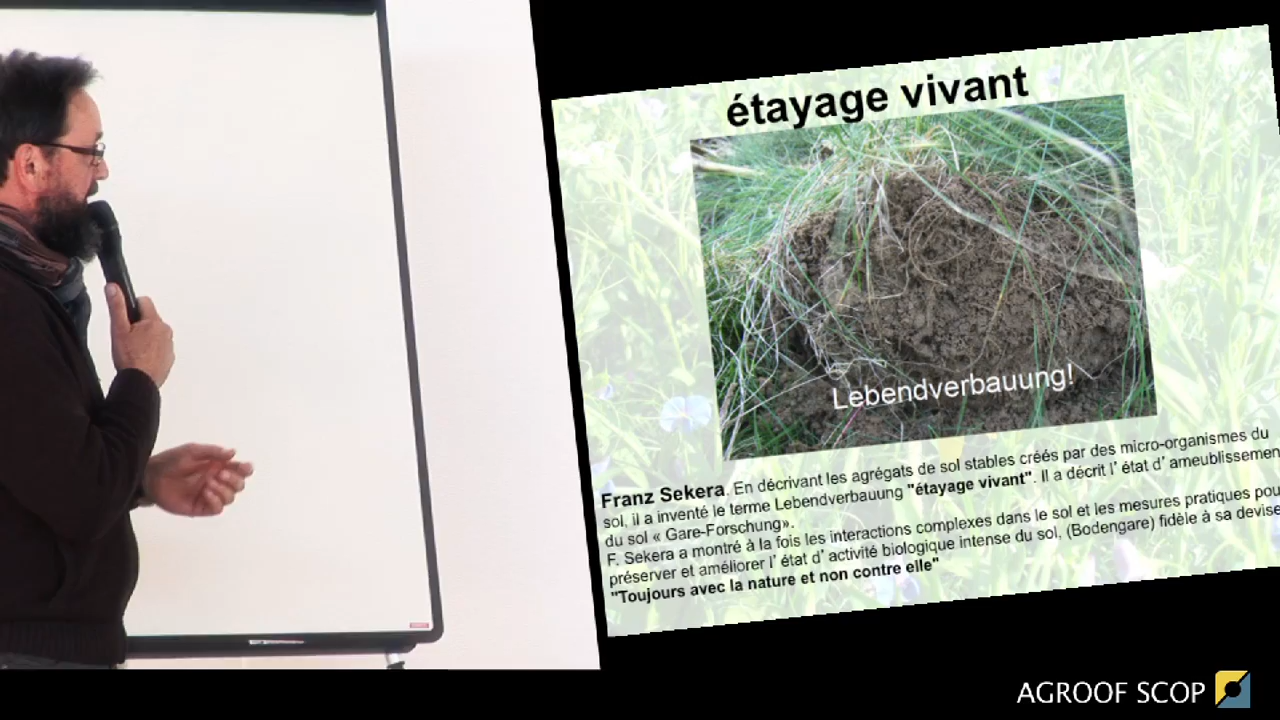 étayage vivant
Lebendverbauung!
Franz Sekera. En décrivant les agrégats de sol stables créés par des micro-organismes du
sol, il a inventé le terme Lebendverbauung "étayage vivant". Il a décrit l’ état d’ ameublissemen
du sol « Gare-Forschung».
F. Sekera a montré à la fois les interactions complexes dans le sol et les mesures pratiques pou
préserver et améliorer l’ état d’ activité biologique intense du sol, (Bodengare) fidèle à sa devise
"Toujours avec la nature et non contre elle"
AGROOF SCOP